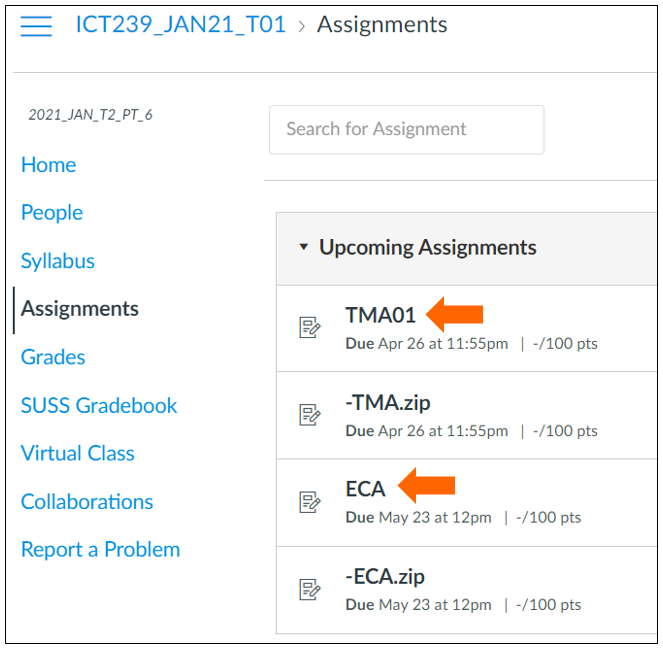 ICT239_JAN21_T01 > Assignments
2021_JAN_T2_PT_6
Home
People
Syllabus
Assignments
Grades
SUSS Gradebook
Virtual Class
Collaborations
Report a Problem
Search for Assignment
Upcoming Assignments
TMA01
Due Apr 26 at 11:55pm | -/100 pts
-TMA.zip
Due Apr 26 at 11:55pm | -/100 pts
ECA
Due May 23 at 12pm | -/100 pts
-ECA.zip
Due May 23 at 12pm | -/100 pts